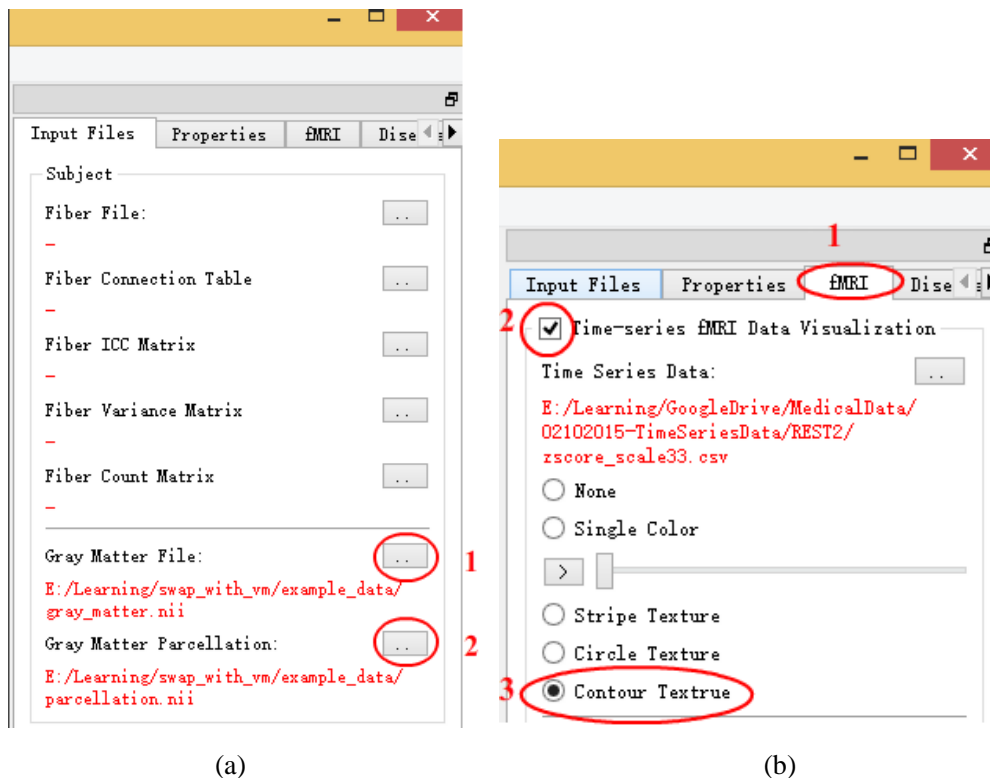 Input Files Properties fMRI Dise
Subject
Fiber File: ..
–
Fiber Connection Table ..
–
Fiber ICC Matrix ..
–
Fiber Variance Matrix ..
–
Fiber Count Matrix ..
–
Gray Matter File: .. 1
E:/Learning/swap_with_vm/example_data/
gray_matter.nii
Gray Matter Parcellation: .. 2
E:/Learning/swap_with_vm/example_data/
parcellation.nii
(a)
1
Input Files Properties fMRI Dise
2 Time-series fMRI Data Visualization
Time Series Data: ..
E:/Learning/GoogleDrive/MedicalData/
02102015-TimeSeriesData/REST2/
zscore_scale33.csv
None
Single Color
>
Stripe Texture
Circle Texture
3 Contour Textrue
(b)